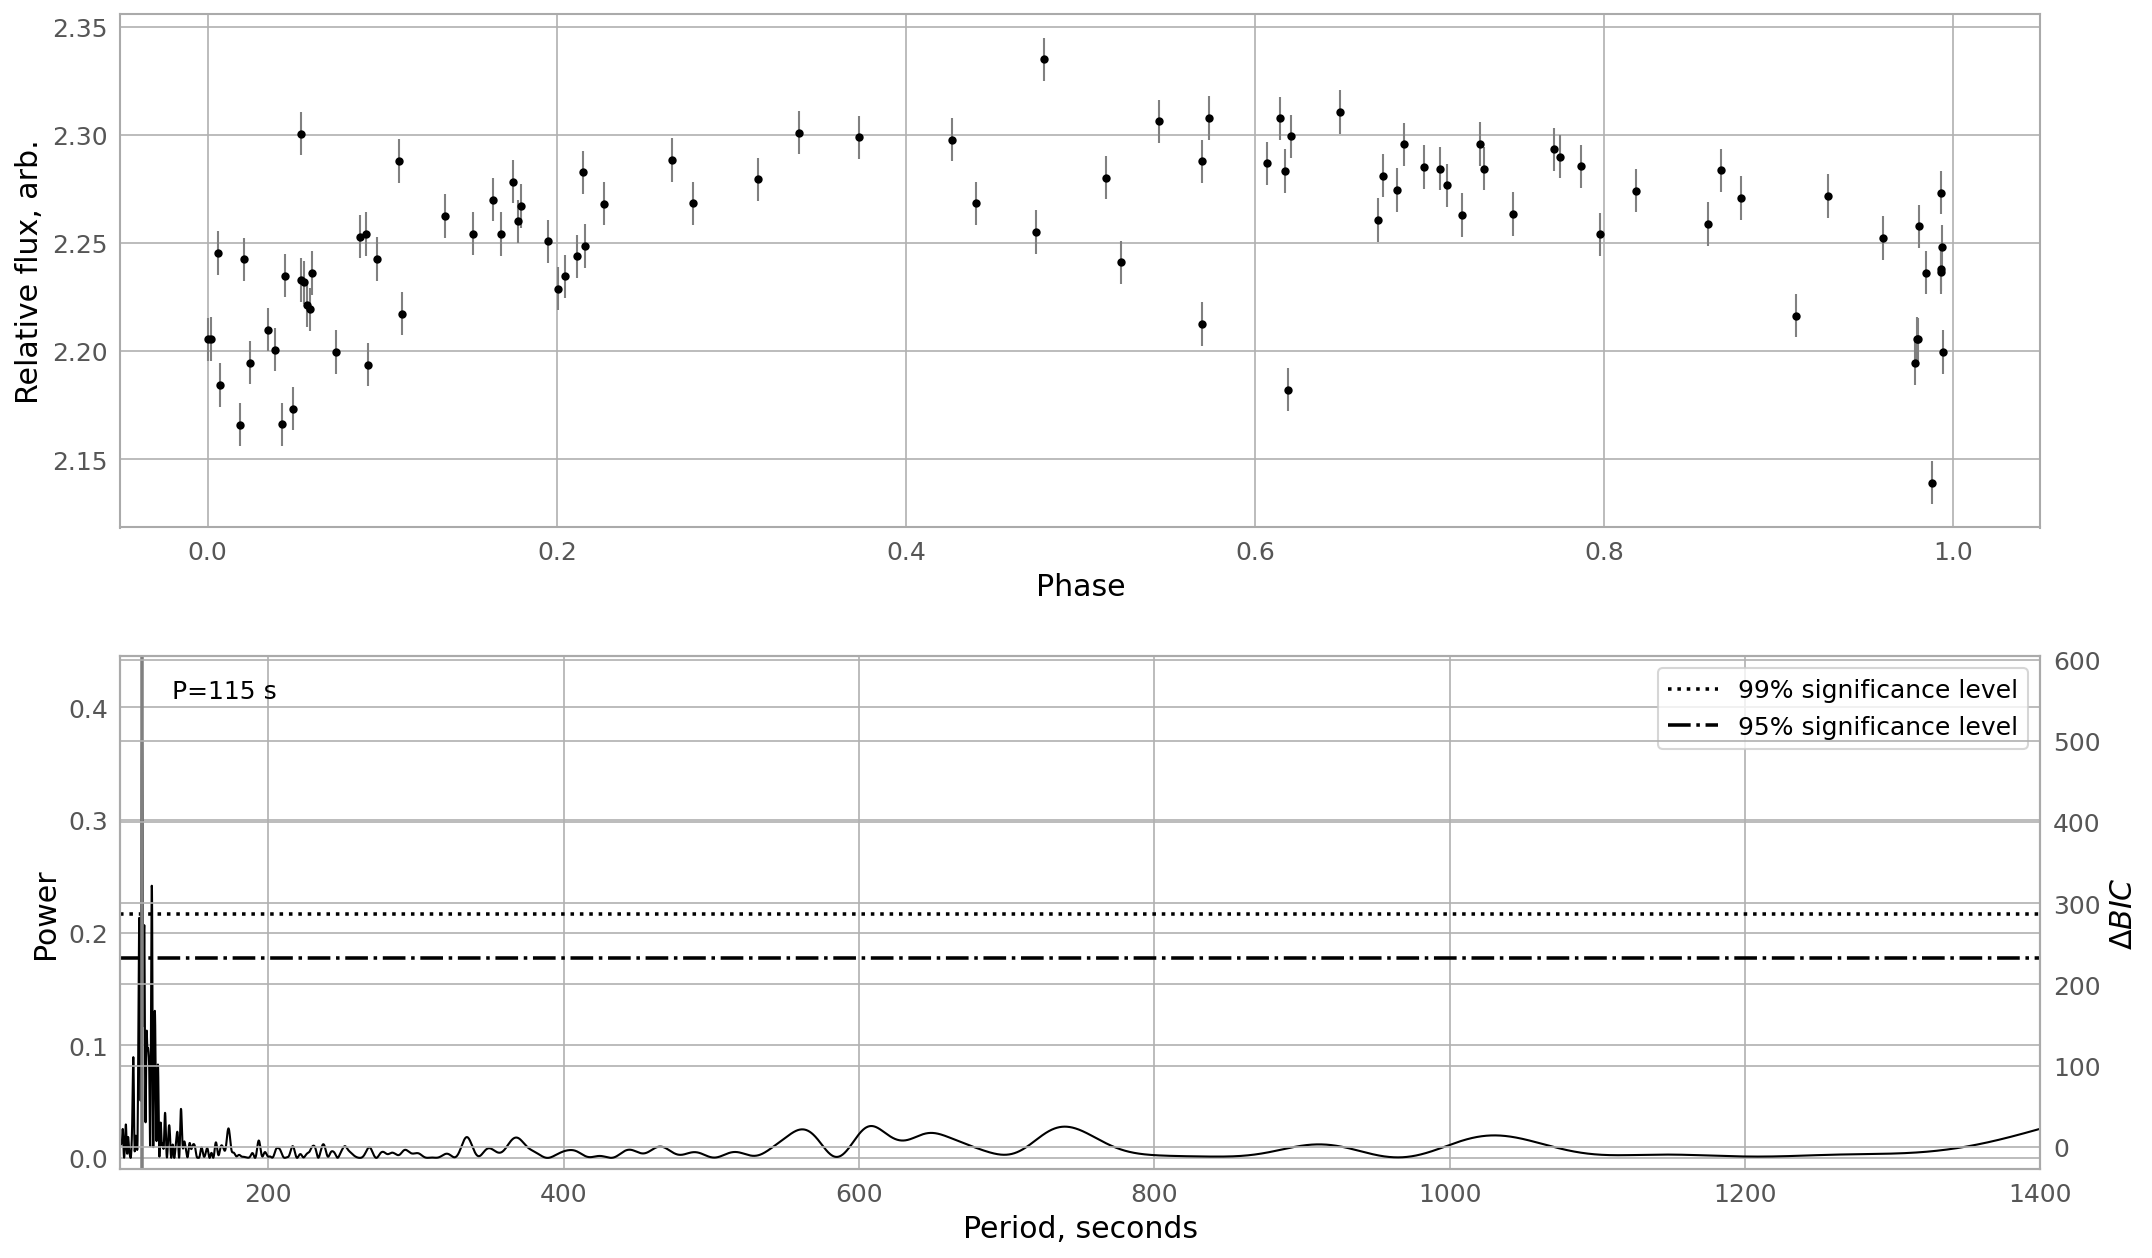 2.35
2.30
2.25
2.20
2.15
Relative flux, arb.
0.0 0.2 0.4 0.6 0.8 1.0
Phase
P=115 s
99% significance level
95% significance level
0.4
0.3
0.2
0.1
0.0
Power
600
500
400
300
200
100
0
ΔBIC
200 400 600 800 1000 1200 1400
Period, seconds